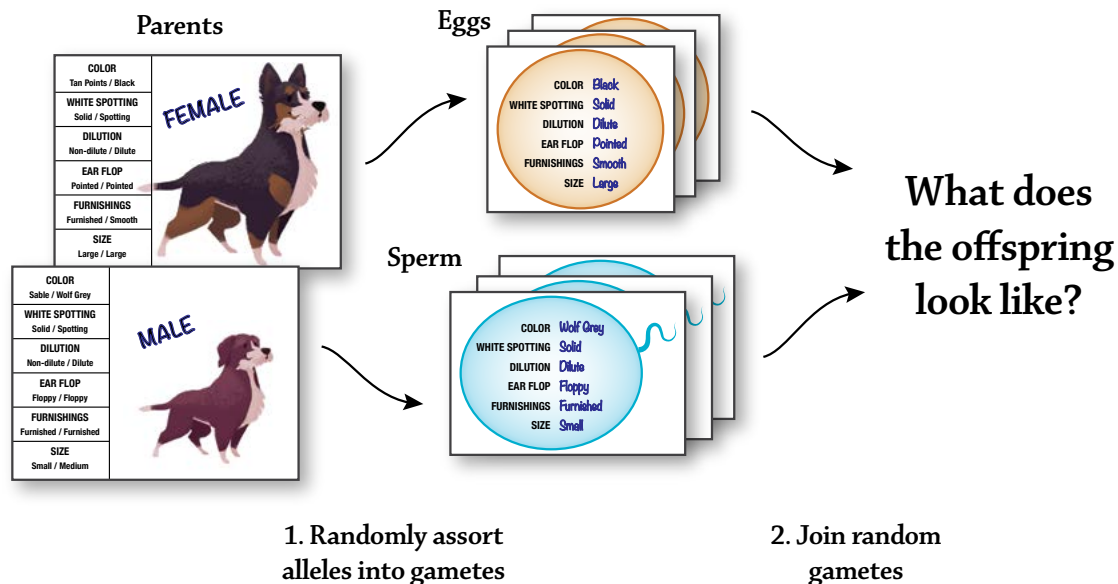 Parents
COLOR
Tan Points / Black
WHITE SPOTTING
Solid / Spotting
DILUTION
Non-dilute / Dilute
EAR FLOP
Pointed / Pointed
FURNISHINGS
Furnished / Smooth
SIZE
Large / Large
FEMALE
COLOR
Sable / Wolf Grey
WHITE SPOTTING
Solid / Spotting
DILUTION
Non-dilute / Dilute
EAR FLOP
Floppy / Floppy
FURNISHINGS
Furnished / Furnished
SIZE
Small / Medium
MALE
Eggs
COLOR Black
WHITE SPOTTING Solid
DILUTION Dilute
EAR FLOP Pointed
FURNISHINGS Smooth
SIZE Large
Sperm
COLOR Wolf Grey
WHITE SPOTTING Solid
DILUTION Dilute
EAR FLOP Floppy
FURNISHINGS Furnished
SIZE Small
What does
the offspring
look like?
1. Randomly assort
alleles into gametes
2. Join random
gametes